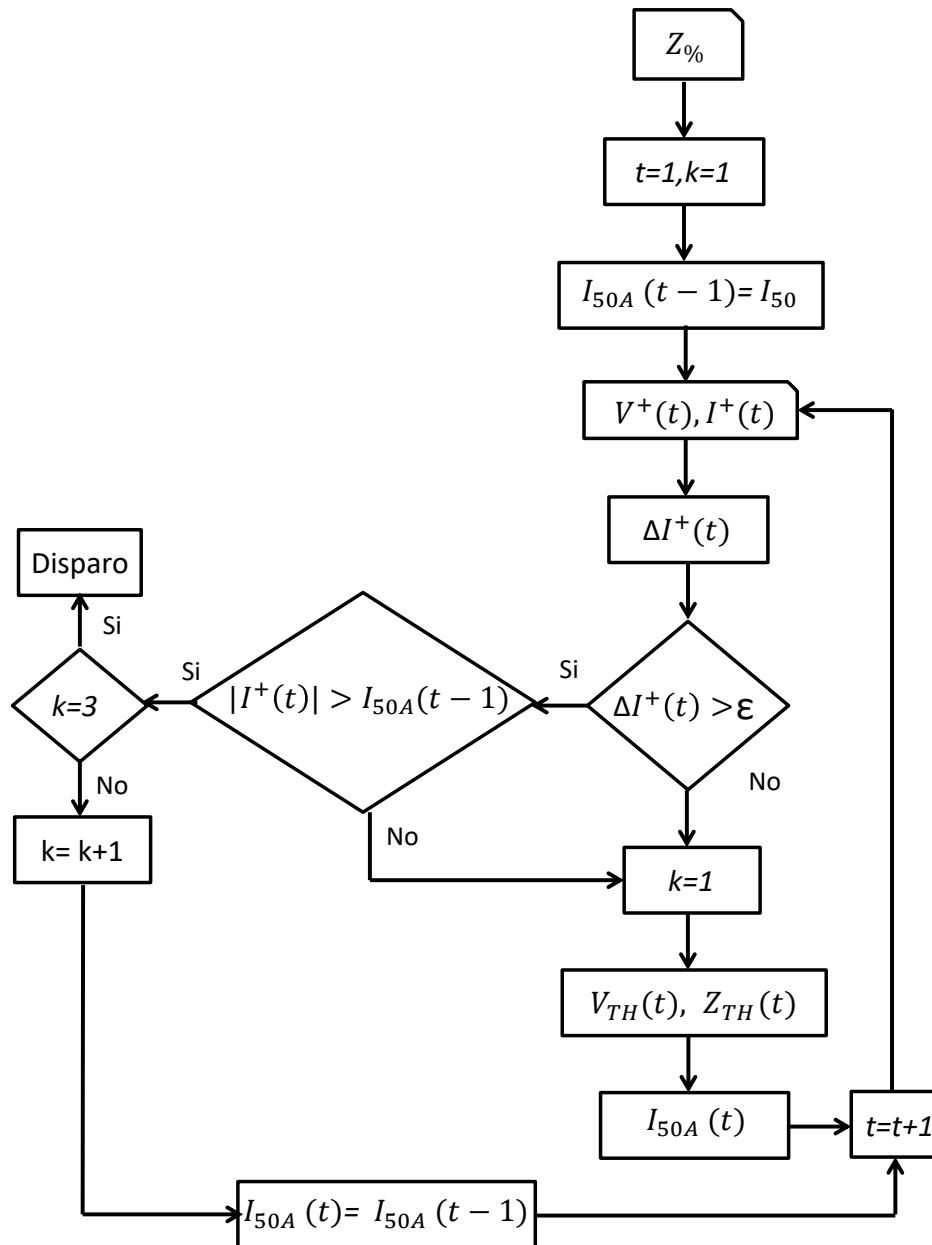 Z%
t=1,k=1
I50A (t − 1)= I50
V+(t), I+(t)
ΔI+(t)
Disparo
Si
k=3
Si
|I+(t)| > I50A(t − 1)
Si
ΔI+(t) >ε
No
No
No
k= k+1
k=1
VTH(t), ZTH(t)
I50A (t)
t=t+1
I50A (t)= I50A (t − 1)